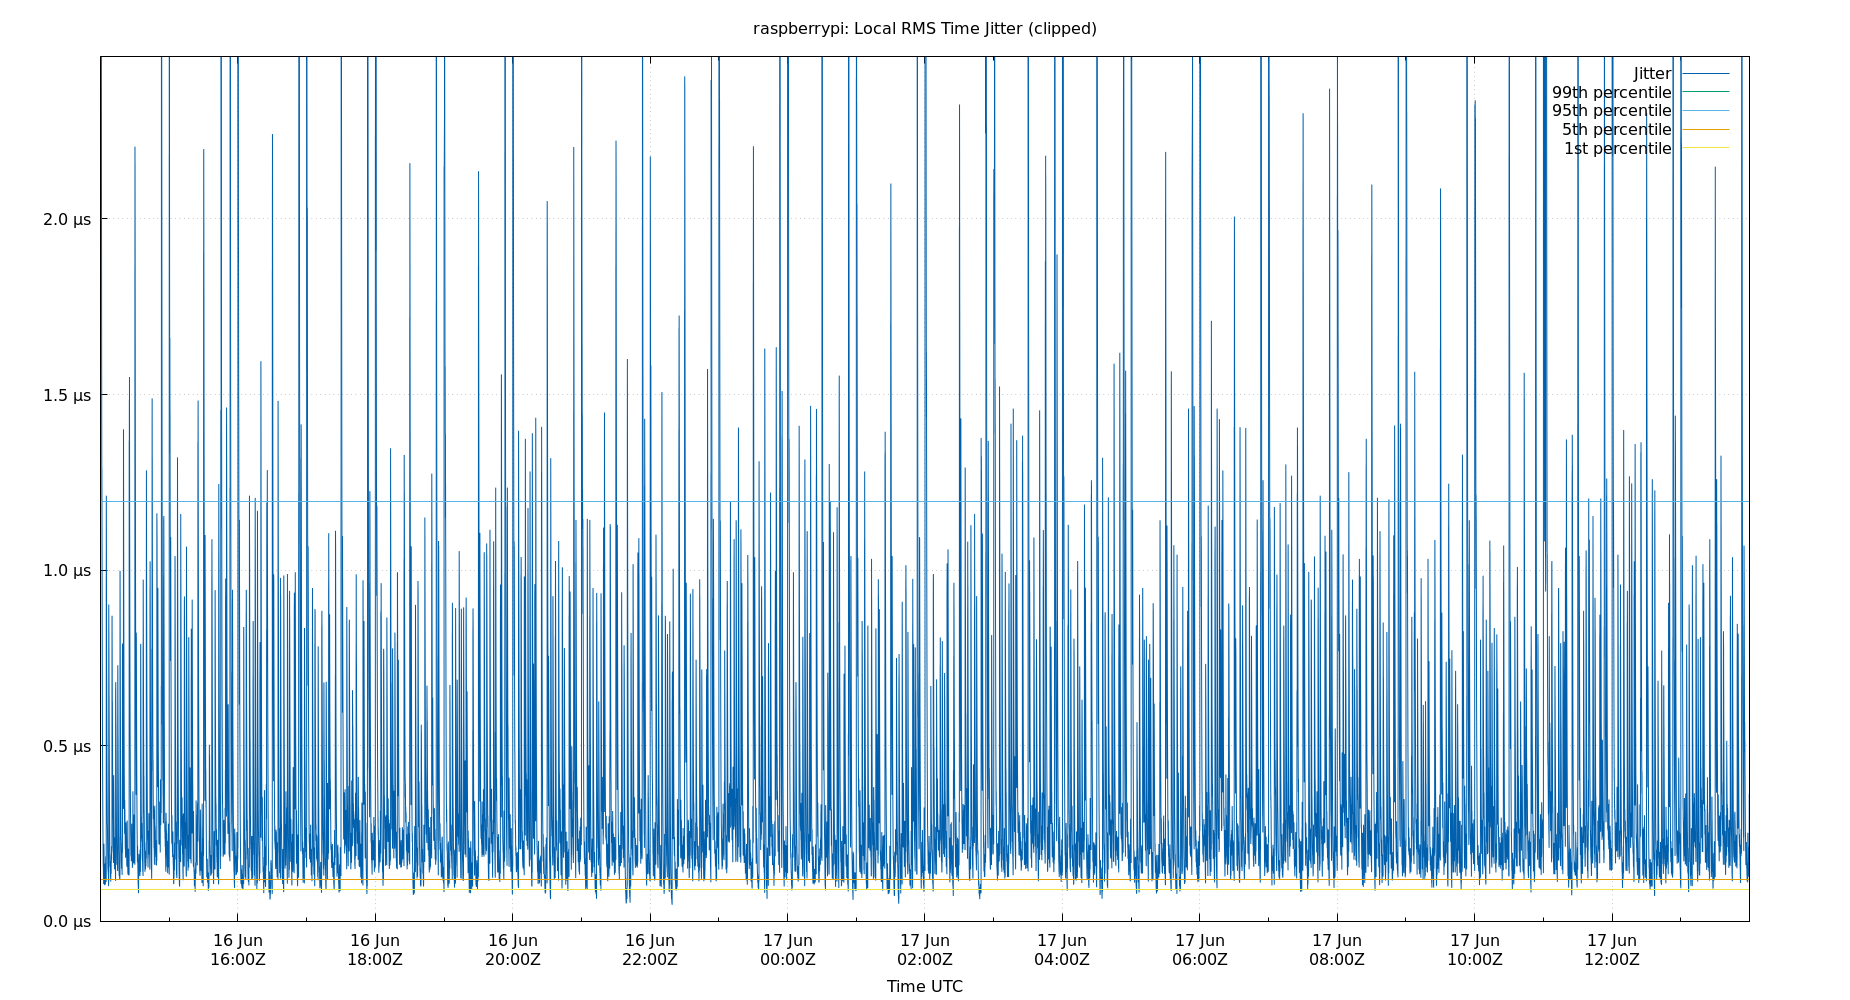 raspberrypi: Local RMS Time Jitter (clipped)
Jitter
99th percentile
95th percentile
5th percentile
1st percentile
2.0 µs
1.5 µs
1.0 µs
0.5 µs
0.0 µs
16 Jun 16 Jun 16 Jun 16 Jun 17 Jun 17 Jun 17 Jun 17 Jun 17 Jun 17 Jun 17 Jun
16:00Z 18:00Z 20:00Z 22:00Z 00:00Z 02:00Z 04:00Z 06:00Z 08:00Z 10:00Z 12:00Z
Time UTC